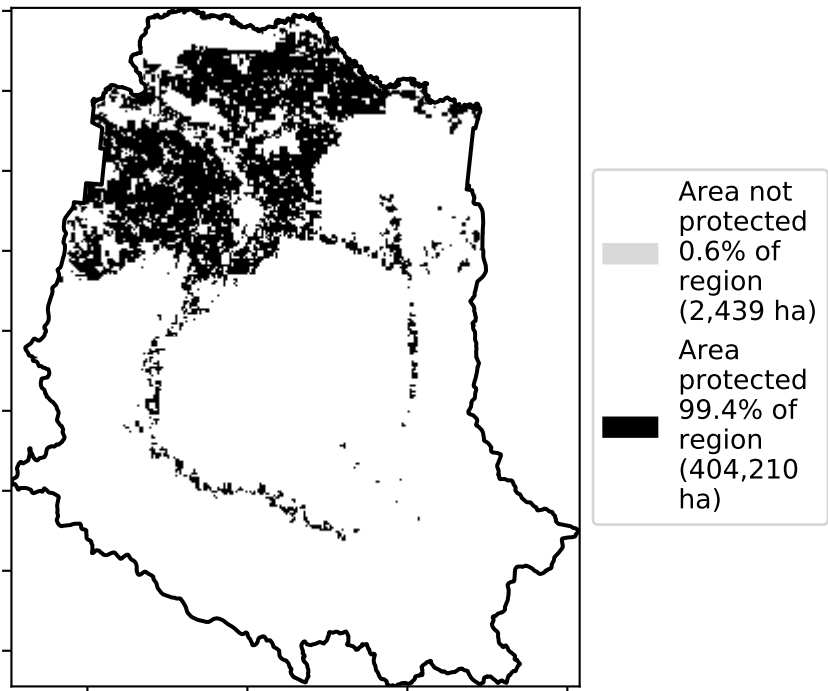 Area not
protected
0.6% of
region
(2,439 ha)
Area
protected
99.4% of
region
(404,210
ha)